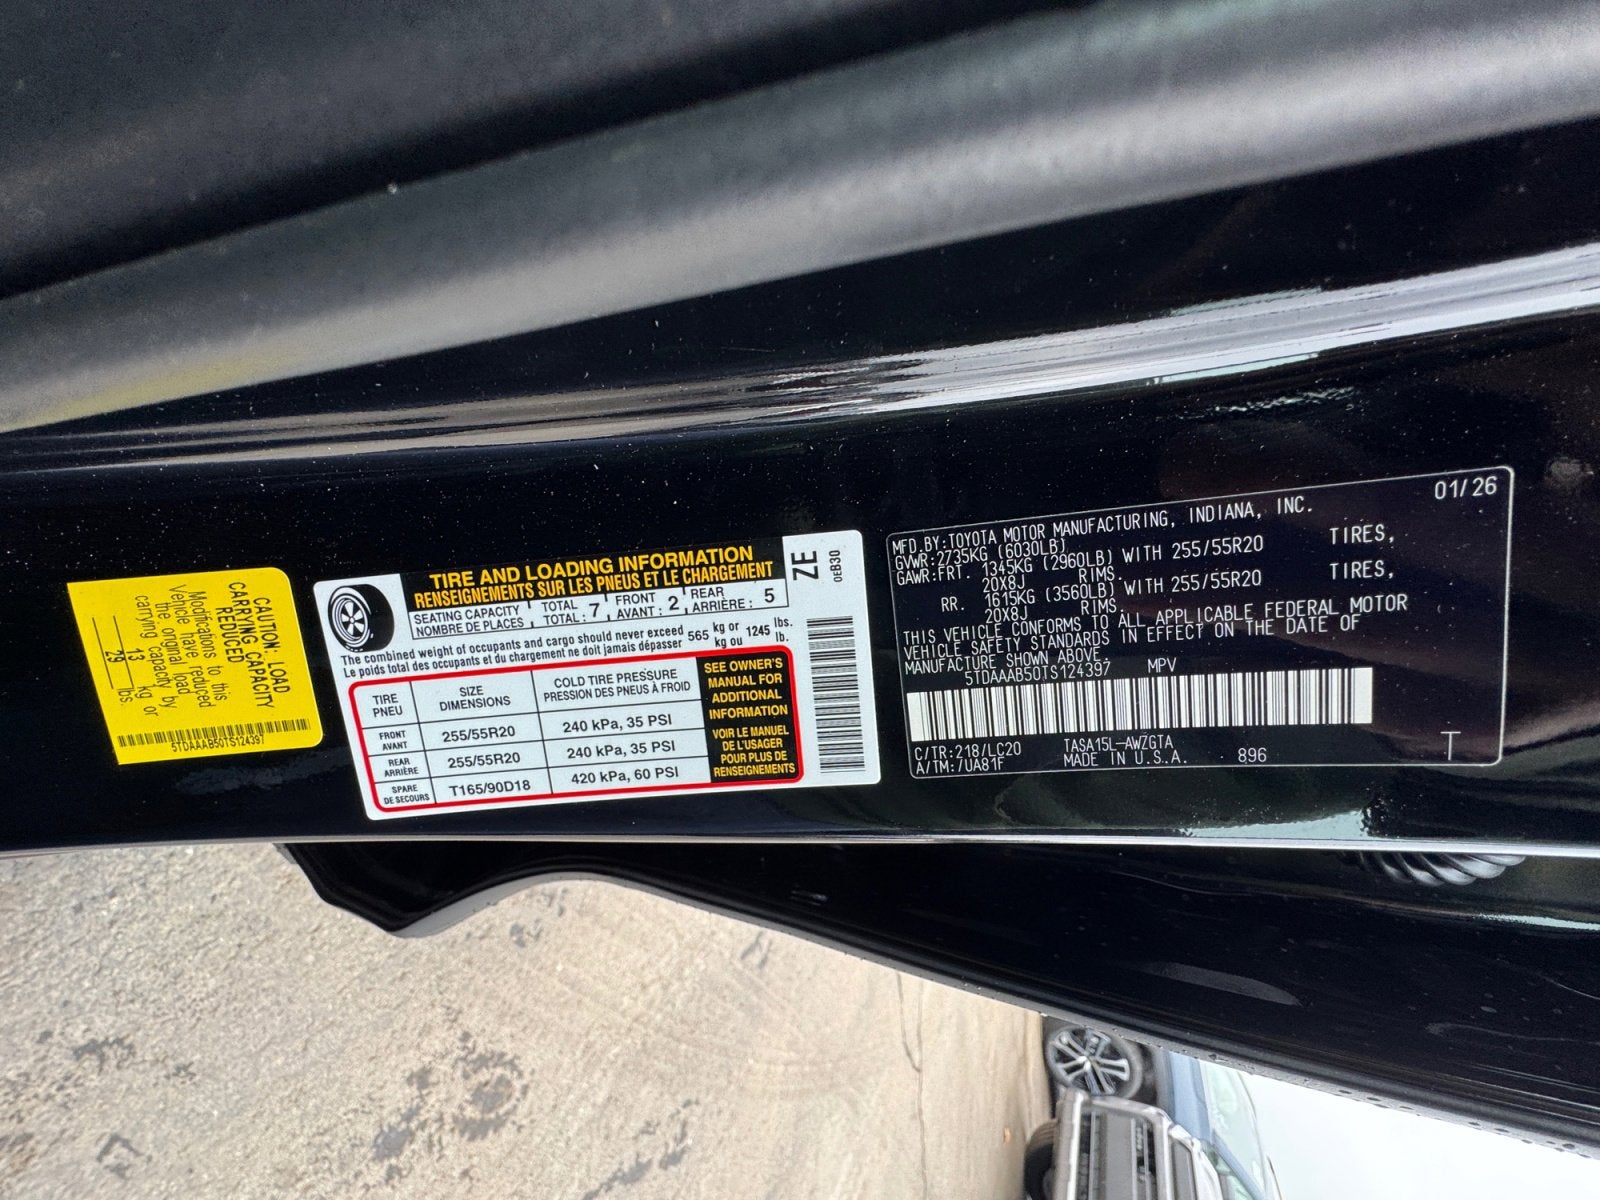 CAUTION: LOAD
CARRYING CAPACITY
REDUCED
Modifications to this
Vehicle have reduced
the original load
carrying capacity by
13 kg or
29 lbs.
5TDAAAB50TS124397
TIRE AND LOADING INFORMATION
RENSEIGNEMENTS SUR LES PNEUS ET LE CHARGEMENT
SEATING CAPACITY TOTAL FRONT REAR
NOMBRE DE PLACES TOTAL : 7 AVANT : 2 ARRIÈRE : 5
The combined weight of occupants and cargo should never exceed 565 kg or 1245 lbs.
Le poids total des occupants et du chargement ne doit jamais dépasser kg ou lb.
TIRE SIZE COLD TIRE PRESSURE
PNEU DIMENSIONS PRESSION DES PNEUS À FROID
FRONT
AVANT 255/55R20 240 kPa, 35 PSI
REAR
ARRIÈRE 255/55R20 240 kPa, 35 PSI
SPARE
DE SECOURS T165/90D18 420 kPa, 60 PSI
SEE OWNER'S
MANUAL FOR
ADDITIONAL
INFORMATION
VOIR LE MANUEL
DE L'USAGER
POUR PLUS DE
RENSEIGNEMENTS
ZE
0EB30
01/26
MFD.BY:TOYOTA MOTOR MANUFACTURING, INDIANA, INC.
GVWR:2735KG (6030LB)
GAWR:FRT. 1345KG (2960LB) WITH 255/55R20 TIRES,
20X8J RIMS.
RR. 1615KG (3560LB) WITH 255/55R20 TIRES,
20X8J RIMS.
THIS VEHICLE CONFORMS TO ALL APPLICABLE FEDERAL MOTOR
VEHICLE SAFETY STANDARDS IN EFFECT ON THE DATE OF
MANUFACTURE SHOWN ABOVE.
5TDAAAB50TS124397 MPV
C/TR:218/LC20 TASA15L-AWZGTA
A/TM:/UA81F MADE IN U.S.A. 896
T